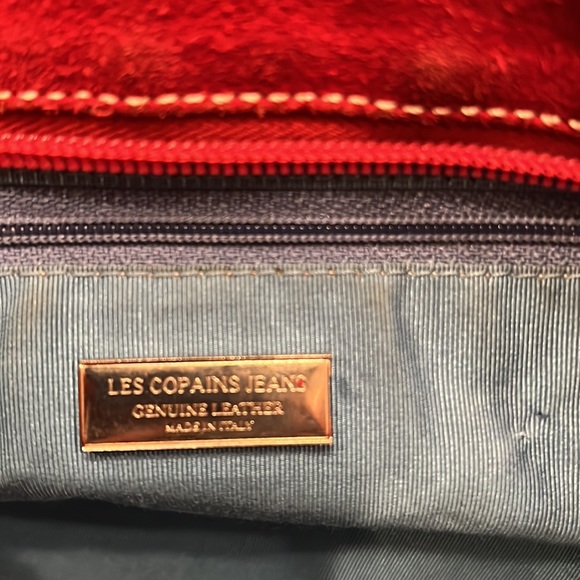 LES COPAINS JEANS
GENUINE LEATHER
MADE IN ITALY